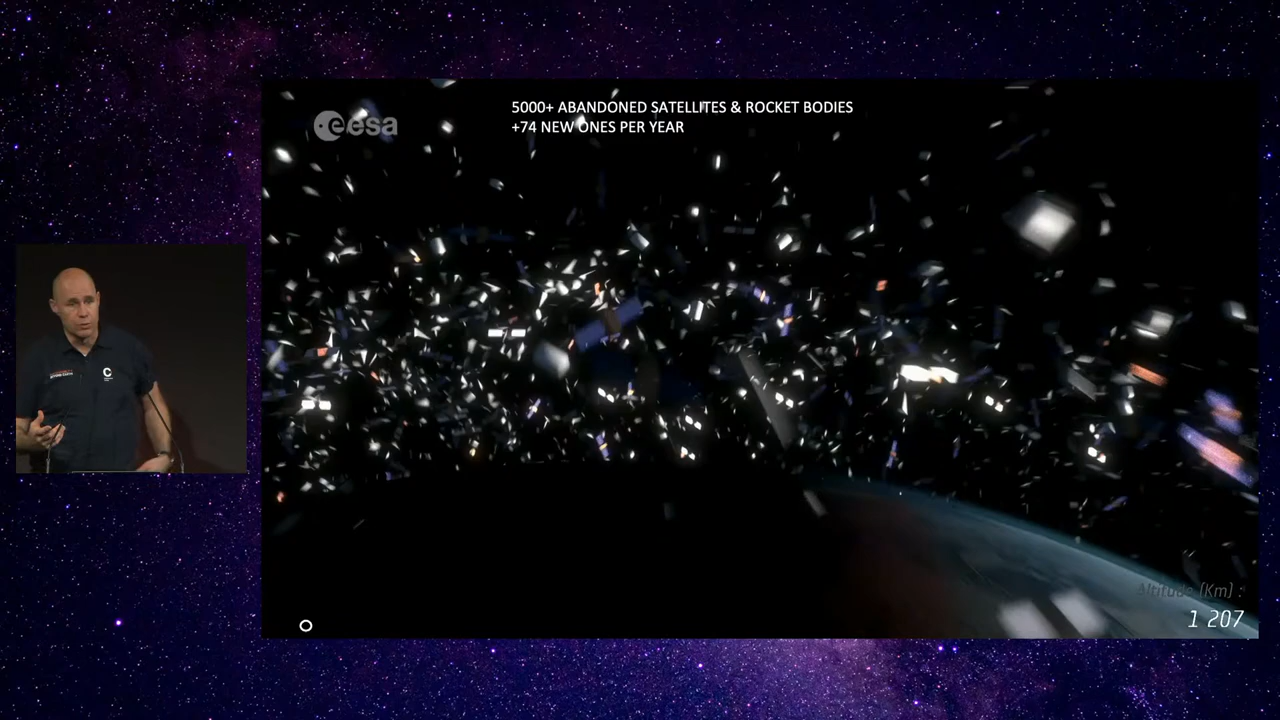 esa
5000+ ABANDONED SATELLITES & ROCKET BODIES
+74 NEW ONES PER YEAR
C
Altitude (Km) :
1 207